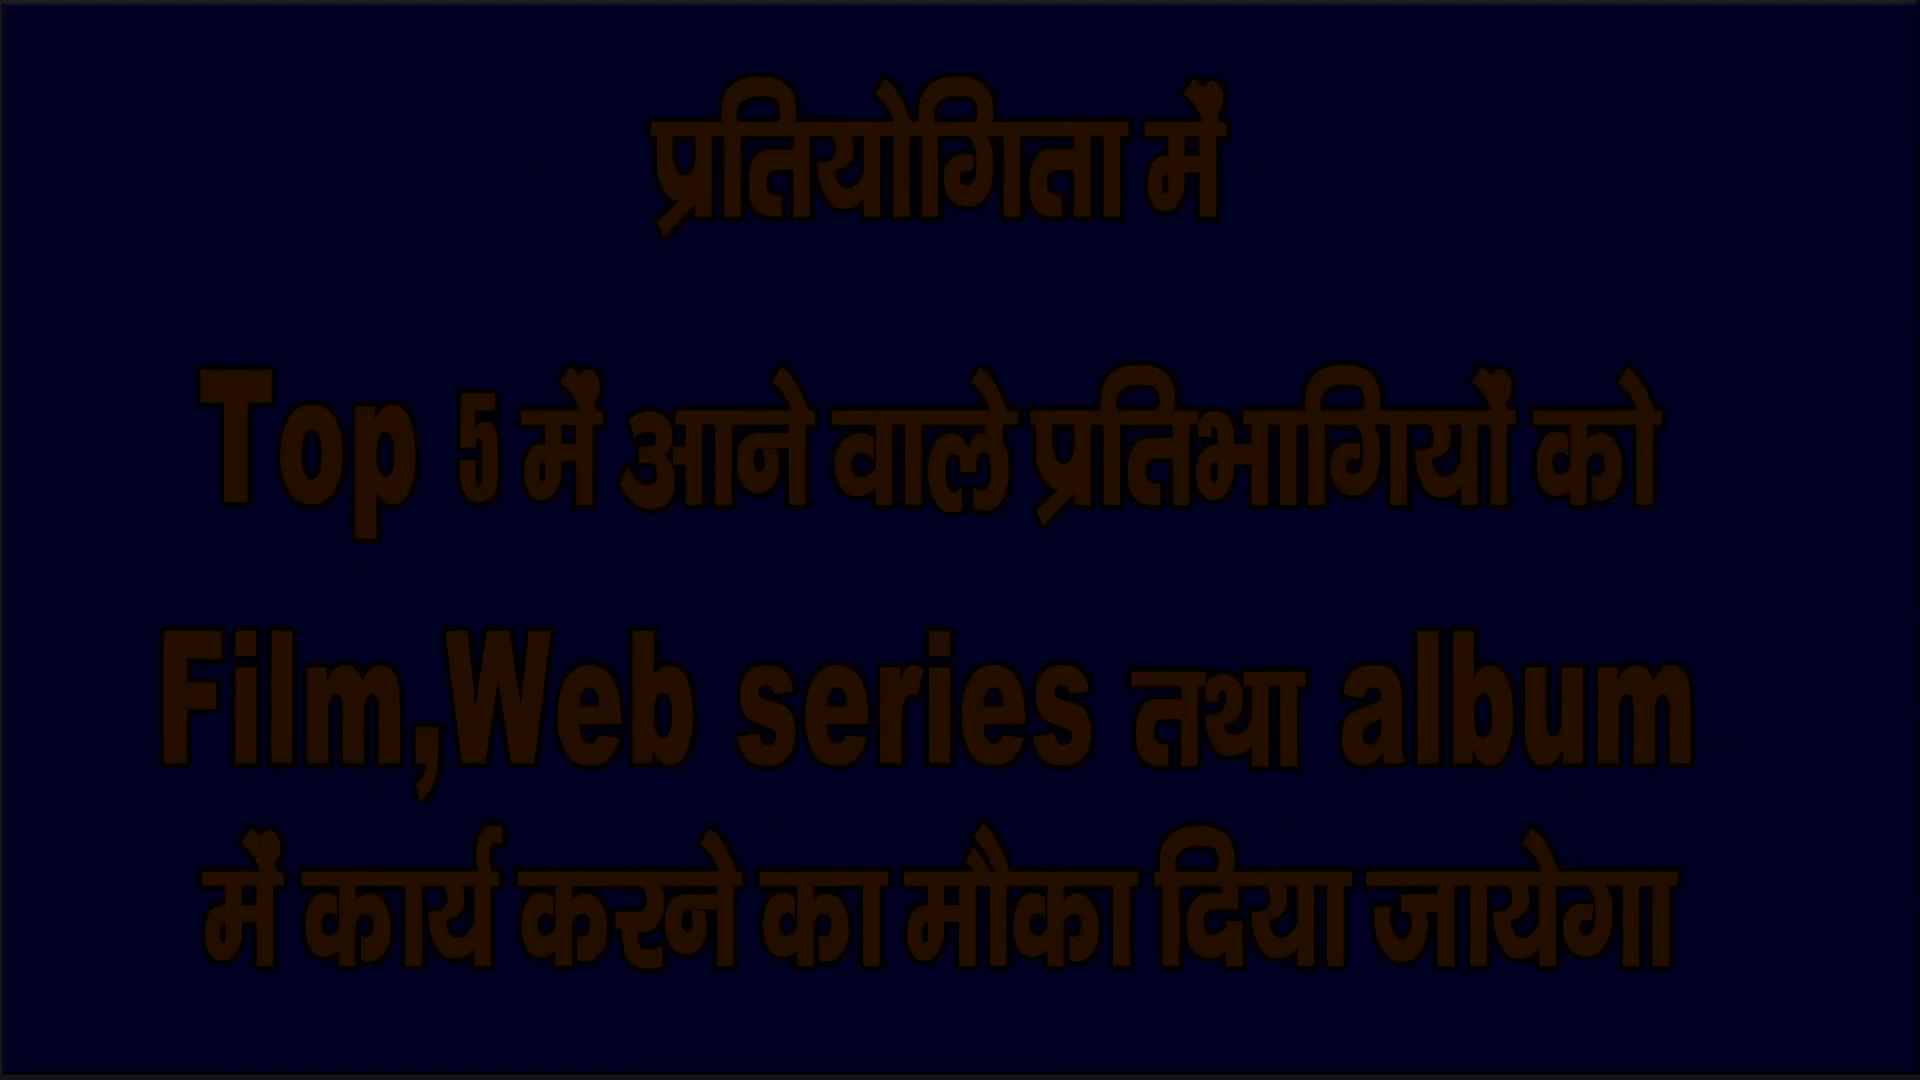 प्रतियोगिता में
Top 5 में आने वाले प्रतिभागियों को
Film,Web series तथा album
में कार्य करने का मौका दिया जायेगा